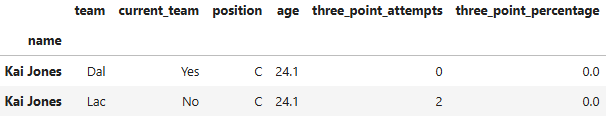 team current_team position age three_point_attempts three_point_percentage
name
Kai Jones Dal Yes C 24.1 0 0.0
Kai Jones Lac No C 24.1 2 0.0